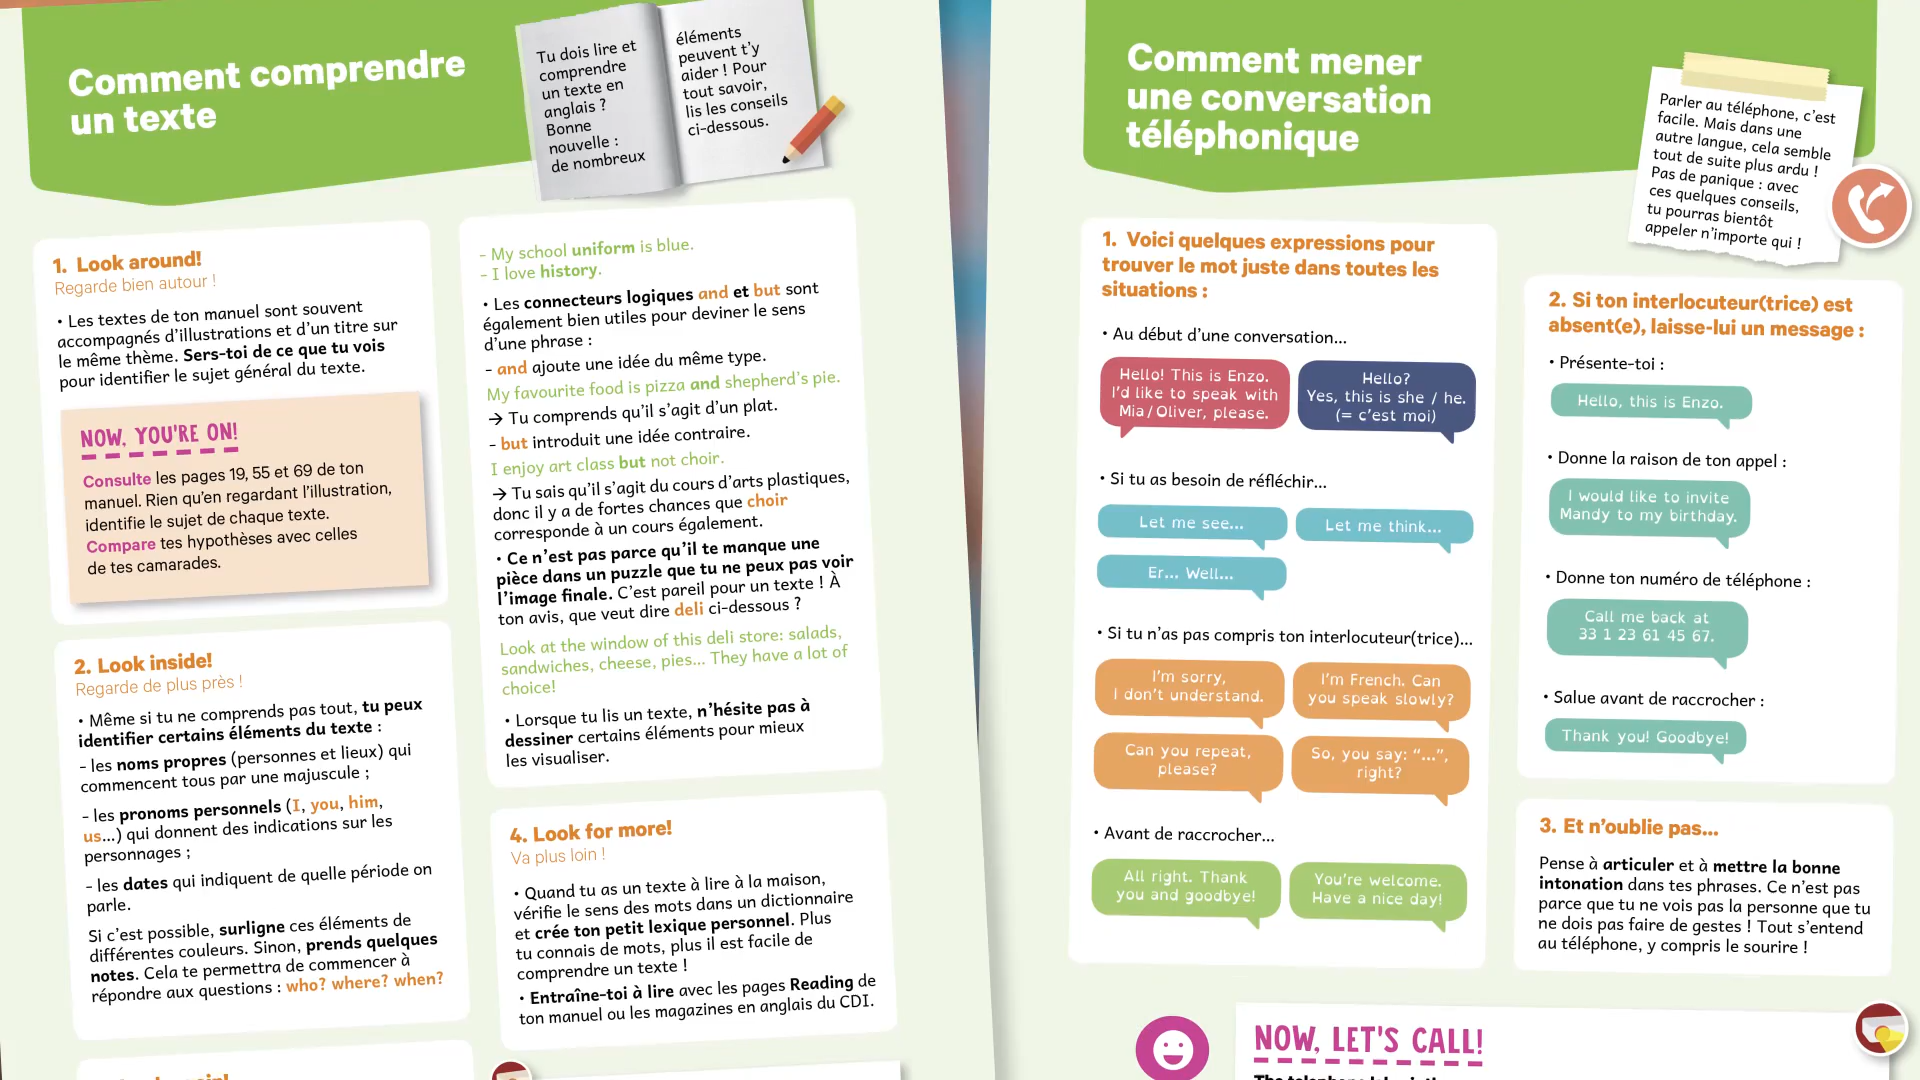 Comment comprendre
un texte
Tu dois lire et
comprendre
un texte en
anglais ?
Bonne
nouvelle :
de nombreux
éléments
peuvent t'y
aider ! Pour
tout savoir,
lis les conseils
ci-dessous.
1. Look around!
Regarde bien autour !
• Les textes de ton manuel sont souvent
accompagnés d'illustrations et d'un titre sur
le même thème. Sers-toi de ce que tu vois
pour identifier le sujet général du texte.
NOW, YOU'RE ON!
Consulte les pages 19, 55 et 69 de ton
manuel. Rien qu'en regardant l'illustration,
identifie le sujet de chaque texte.
Compare tes hypothèses avec celles
de tes camarades.
2. Look inside!
Regarde de plus près !
• Même si tu ne comprends pas tout, tu peux
identifier certains éléments du texte :
- les noms propres (personnes et lieux) qui
commencent tous par une majuscule ;
- les pronoms personnels (I, you, him,
us...) qui donnent des indications sur les
personnages ;
- les dates qui indiquent de quelle période on
parle.
Si c'est possible, surligne ces éléments de
différentes couleurs. Sinon, prends quelques
notes. Cela te permettra de commencer à
répondre aux questions : who? where? when?
- My school uniform is blue.
- I love history.
• Les connecteurs logiques and et but sont
également bien utiles pour deviner le sens
d'une phrase :
- and ajoute une idée du même type.
My favourite food is pizza and shepherd's pie.
→ Tu comprends qu'il s'agit d'un plat.
- but introduit une idée contraire.
I enjoy art class but not choir.
→ Tu sais qu'il s'agit du cours d'arts plastiques,
donc il y a de fortes chances que choir
corresponde à un cours également.
• Ce n'est pas parce qu'il te manque une
pièce dans un puzzle que tu ne peux pas voir
l'image finale. C'est pareil pour un texte ! À
ton avis, que veut dire deli ci-dessous ?
Look at the window of this deli store: salads,
sandwiches, cheese, pies... They have a lot of
choice!
• Lorsque tu lis un texte, n'hésite pas à
dessiner certains éléments pour mieux
les visualiser.
4. Look for more!
Va plus loin !
• Quand tu as un texte à lire à la maison,
vérifie le sens des mots dans un dictionnaire
et crée ton petit lexique personnel. Plus
tu connais de mots, plus il est facile de
comprendre un texte !
• Entraîne-toi à lire avec les pages Reading de
ton manuel ou les magazines en anglais du CDI.
Comment mener
une conversation
téléphonique
Parler au téléphone, c'est
facile. Mais dans une
autre langue, cela semble
tout de suite plus ardu !
Pas de panique : avec
ces quelques conseils,
tu pourras bientôt
appeler n'importe qui !
1. Voici quelques expressions pour
trouver le mot juste dans toutes les
situations :
• Au début d'une conversation...
Hello! This is Enzo.
I'd like to speak with
Mia / Oliver, please.
Hello?
Yes, this is she / he.
(= c'est moi)
• Si tu as besoin de réfléchir...
Let me see...
Let me think...
Er... Well...
• Si tu n'as pas compris ton interlocuteur(trice)...
I'm sorry,
I don't understand.
I'm French. Can
you speak slowly?
Can you repeat,
please?
So, you say: “...”,
right?
• Avant de raccrocher...
All right. Thank
you and goodbye!
You're welcome.
Have a nice day!
2. Si ton interlocuteur(trice) est
absent(e), laisse-lui un message :
• Présente-toi :
Hello, this is Enzo.
• Donne la raison de ton appel :
I would like to invite
Mandy to my birthday.
• Donne ton numéro de téléphone :
Call me back at
33 1 23 61 45 67.
• Salue avant de raccrocher :
Thank you! Goodbye!
3. Et n'oublie pas...
Pense à articuler et à mettre la bonne
intonation dans tes phrases. Ce n'est pas
parce que tu ne vois pas la personne que tu
ne dois pas faire de gestes ! Tout s'entend
au téléphone, y compris le sourire !
NOW, LET'S CALL!